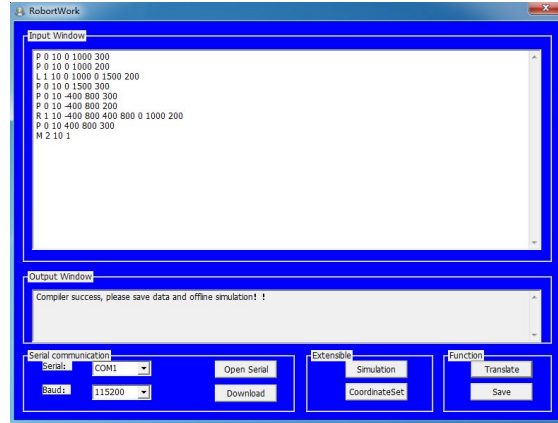 RobortWork
Input Window
P 0 10 0 1000 300
P 0 10 0 1000 200
L 1 10 0 1000 0 1500 200
P 0 10 0 1500 300
P 0 10 -400 800 300
P 0 10 -400 800 200
R 1 10 -400 800 400 800 0 1000 200
P 0 10 400 800 300
M 2 10 1
Output Window
Compiler success, please save data and offline simulation! !
Serial communication
Serial: COM1 Open Serial
Baud: 115200 Download
Extensible
Simulation
CoordinateSet
Function
Translate
Save